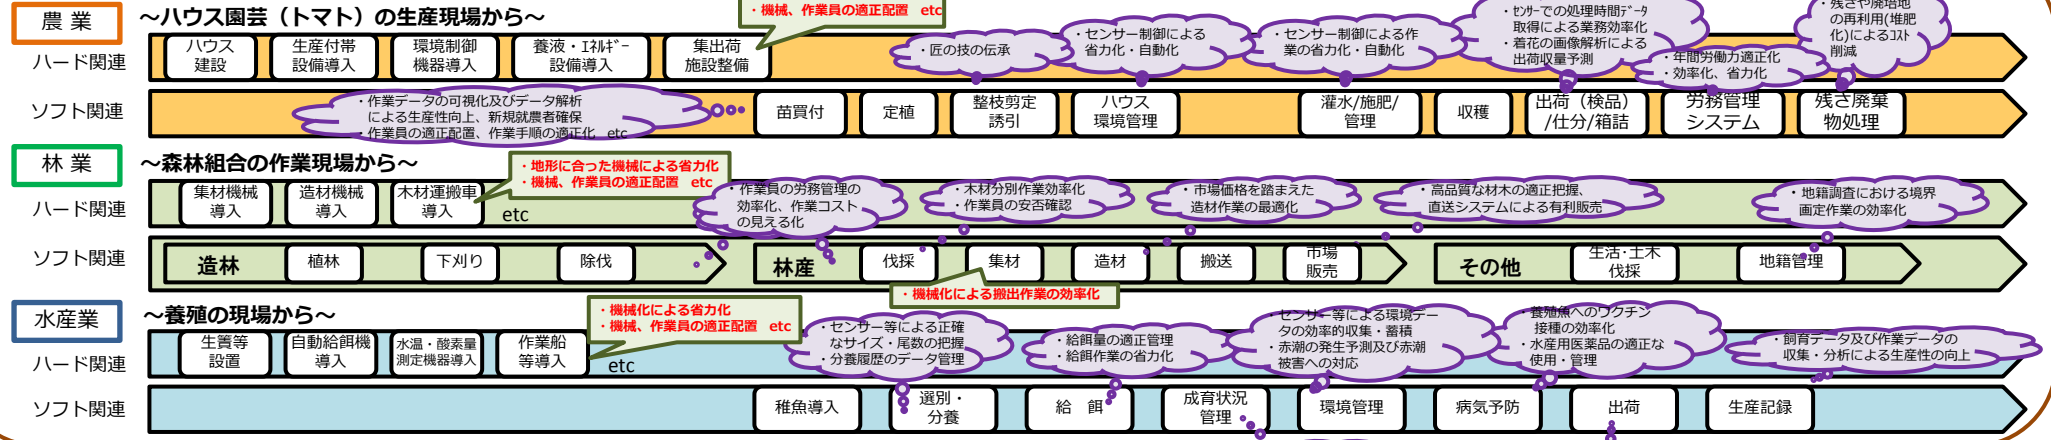 農 業
～ハウス園芸（トマト）の生産現場から～
・機械、作業員の適正配置　etc
ハード関連
ハウス
建設
生産付帯
設備導入
環境制御
機器導入
養液・ｴﾈﾙｷﾞｰ
設備導入
集出荷
施設整備
・匠の技の伝承
・センサー制御による
省力化・自動化
・センサー制御による作
業の省力化・自動化
・ｾﾝｻｰでの処理時間ﾃﾞｰﾀ
取得による業務効率化
・着花の画像解析による
出荷収量予測
・年間労働力適正化
・効率化、省力化
・残さや廃培地
の再利用(堆肥
化)によるｺｽﾄ
削減
ソフト関連
・作業データの可視化及びデータ解析
による生産性向上、新規就農者確保
・作業員の適正配置、作業手順の適正化　etc
苗買付
定植
整枝剪定
誘引
ハウス
環境管理
灌水/施肥/
管理
収穫
出荷（検品）
/仕分/箱詰
労務管理
システム
残さ廃棄
物処理
林 業
～森林組合の作業現場から～
・地形に合った機械による省力化
・機械、作業員の適正配置　etc
ハード関連
集材機械
導入
造材機械
導入
木材運搬車
導入
etc
・作業員の労務管理の
効率化、作業コスト
の見える化
・木材分別作業効率化
・作業員の安否確認
・市場価格を踏まえた
造材作業の最適化
・高品質な材木の適正把握、
直送システムによる有利販売
・地籍調査における境界
画定作業の効率化
ソフト関連
造林
植林
下刈り
除伐
林産
伐採
集材
造材
搬送
市場
販売
その他
生活･土木
伐採
地籍管理
・機械化による搬出作業の効率化
水産業
～養殖の現場から～
・機械化による省力化
・機械、作業員の適正配置　etc
ハード関連
生簀等
設置
自動給餌機
導入
水温・酸素量
測定機器導入
作業船
等導入
etc
・センサー等による正確
なサイズ・尾数の把握
・分養履歴のデータ管理
・給餌量の適正管理
・給餌作業の省力化
・センサー等による環境デー
タの効率的収集・蓄積
・赤潮の発生予測及び赤潮
被害への対応
・養殖魚へのワクチン
接種の効率化
・水産用医薬品の適正な
使用・管理
・飼育データ及び作業データの
収集・分析による生産性の向上
ソフト関連
稚魚導入
選別・
分養
給　餌
成育状況
管理
環境管理
病気予防
出荷
生産記録